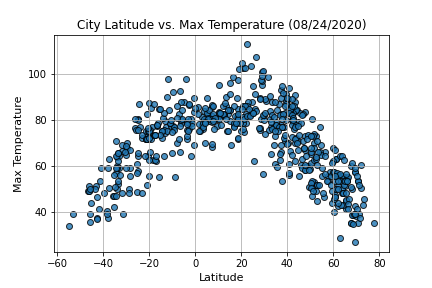 City Latitude vs. Max Temperature (08/24/2020)
100
80
60
40
Max Temperature
−60 −40 −20 0 20 40 60 80
Latitude